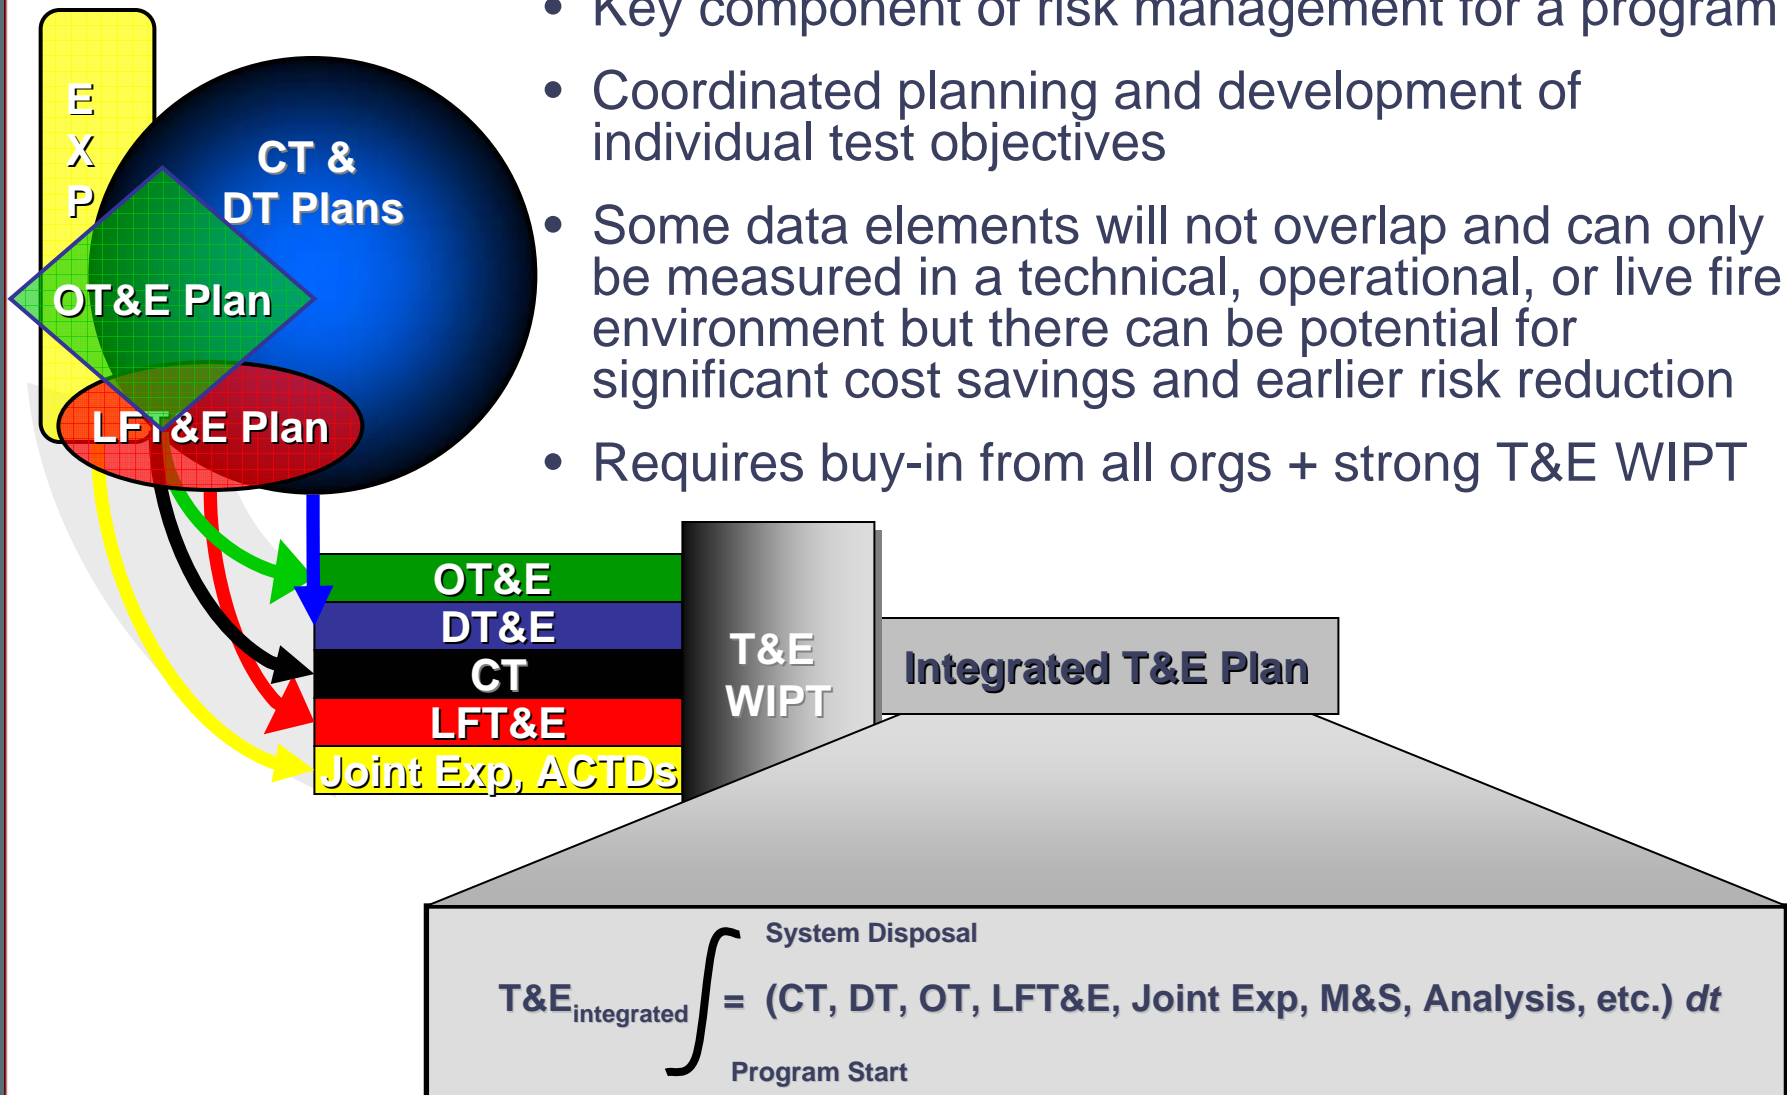 • Key component of risk management for a program
• Coordinated planning and development of
individual test objectives
• Some data elements will not overlap and can only
be measured in a technical, operational, or live fire
environment but there can be potential for
significant cost savings and earlier risk reduction
• Requires buy-in from all orgs + strong T&E WIPT
E
X
P
CT &
DT Plans
OT&E Plan
LFT&E Plan
OT&E
DT&E
CT
LFT&E
Joint Exp, ACTDs
T&E
WIPT
Integrated T&E Plan
System Disposal
T&Eintegrated ∫ = (CT, DT, OT, LFT&E, Joint Exp, M&S, Analysis, etc.) dt
Program Start